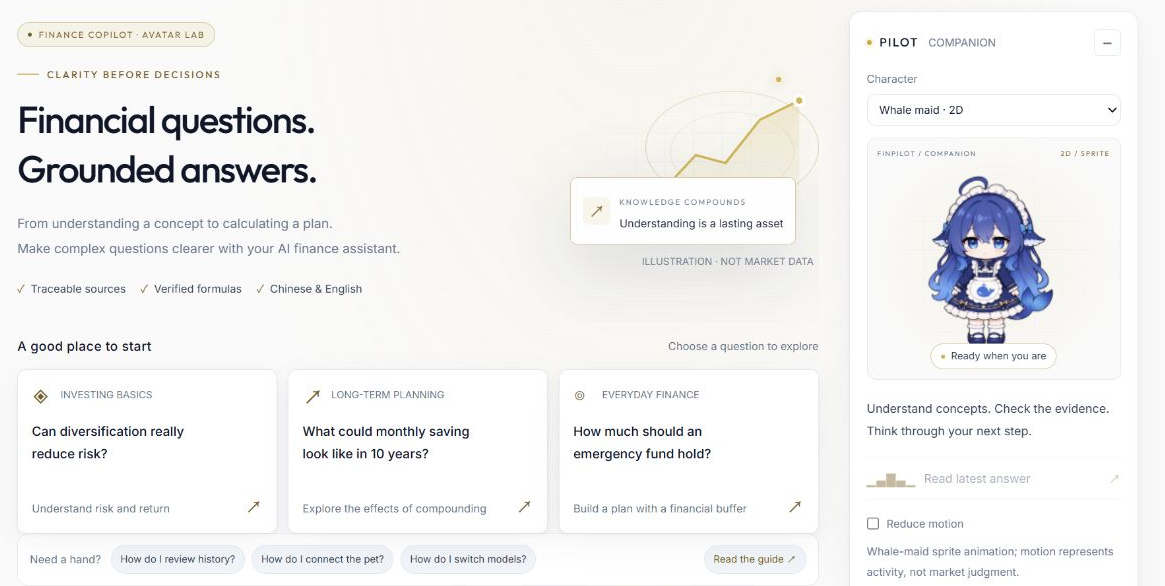 FINANCE COPILOT · AVATAR LAB
CLARITY BEFORE DECISIONS
Financial questions.
Grounded answers.
From understanding a concept to calculating a plan.
Make complex questions clearer with your AI finance assistant.
✓ Traceable sources ✓ Verified formulas ✓ Chinese & English
KNOWLEDGE COMPOUNDS
Understanding is a lasting asset
ILLUSTRATION · NOT MARKET DATA
A good place to start
Choose a question to explore
INVESTING BASICS
Can diversification really
reduce risk?
Understand risk and return
LONG-TERM PLANNING
What could monthly saving
look like in 10 years?
Explore the effects of compounding
EVERYDAY FINANCE
How much should an
emergency fund hold?
Build a plan with a financial buffer
Need a hand? How do I review history? How do I connect the pet? How do I switch models? Read the guide ↗
PILOT COMPANION
Character
Whale maid · 2D
FINPILOT / COMPANION 2D / SPRITE
Ready when you are
Understand concepts. Check the evidence.
Think through your next step.
Read latest answer ↗
Reduce motion
Whale-maid sprite animation; motion represents
activity, not market judgment.